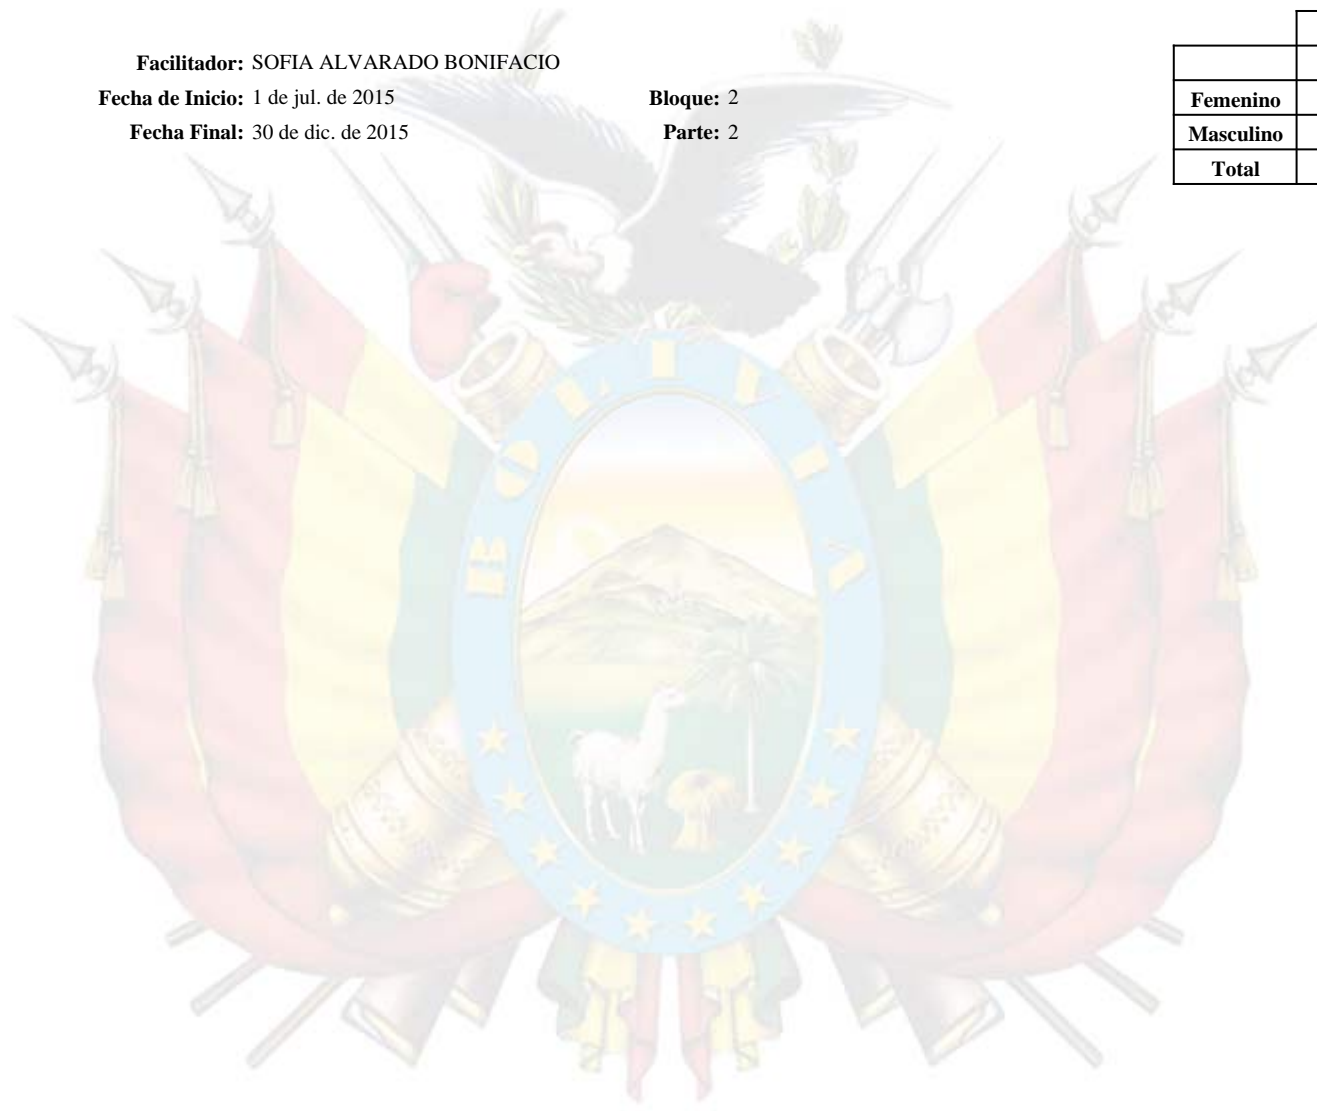 Facilitador: SOFIA ALVARADO BONIFACIO
Fecha de Inicio: 1 de jul. de 2015 Bloque: 2
Fecha Final: 30 de dic. de 2015 Parte: 2
Femenino
Masculino
Total
BOLIVIA